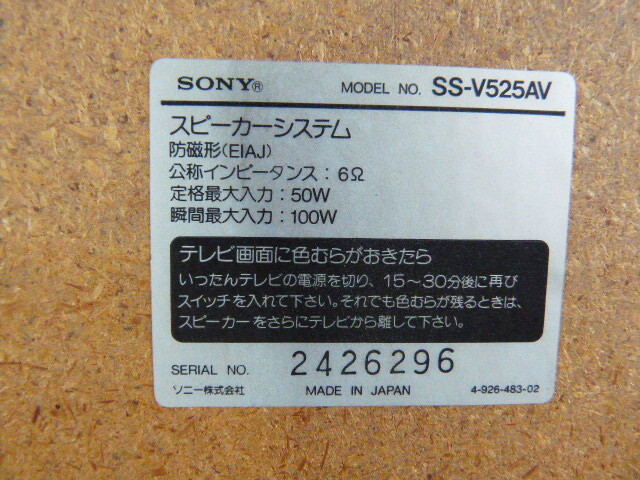 SONY® MODEL NO. SS-V525AV
スピーカーシステム
防磁形(EIAJ)
公称インピータンス：6Ω
定格最大入力：50W
瞬間最大入力：100W
テレビ画面に色むらがおきたら
いったんテレビの電源を切り、15〜30分後に再び
スイッチを入れて下さい。それでも色むらが残るときは、
スピーカーをさらにテレビから離して下さい。
SERIAL NO. 2426296
ソニー株式会社 MADE IN JAPAN 4-926-483-02